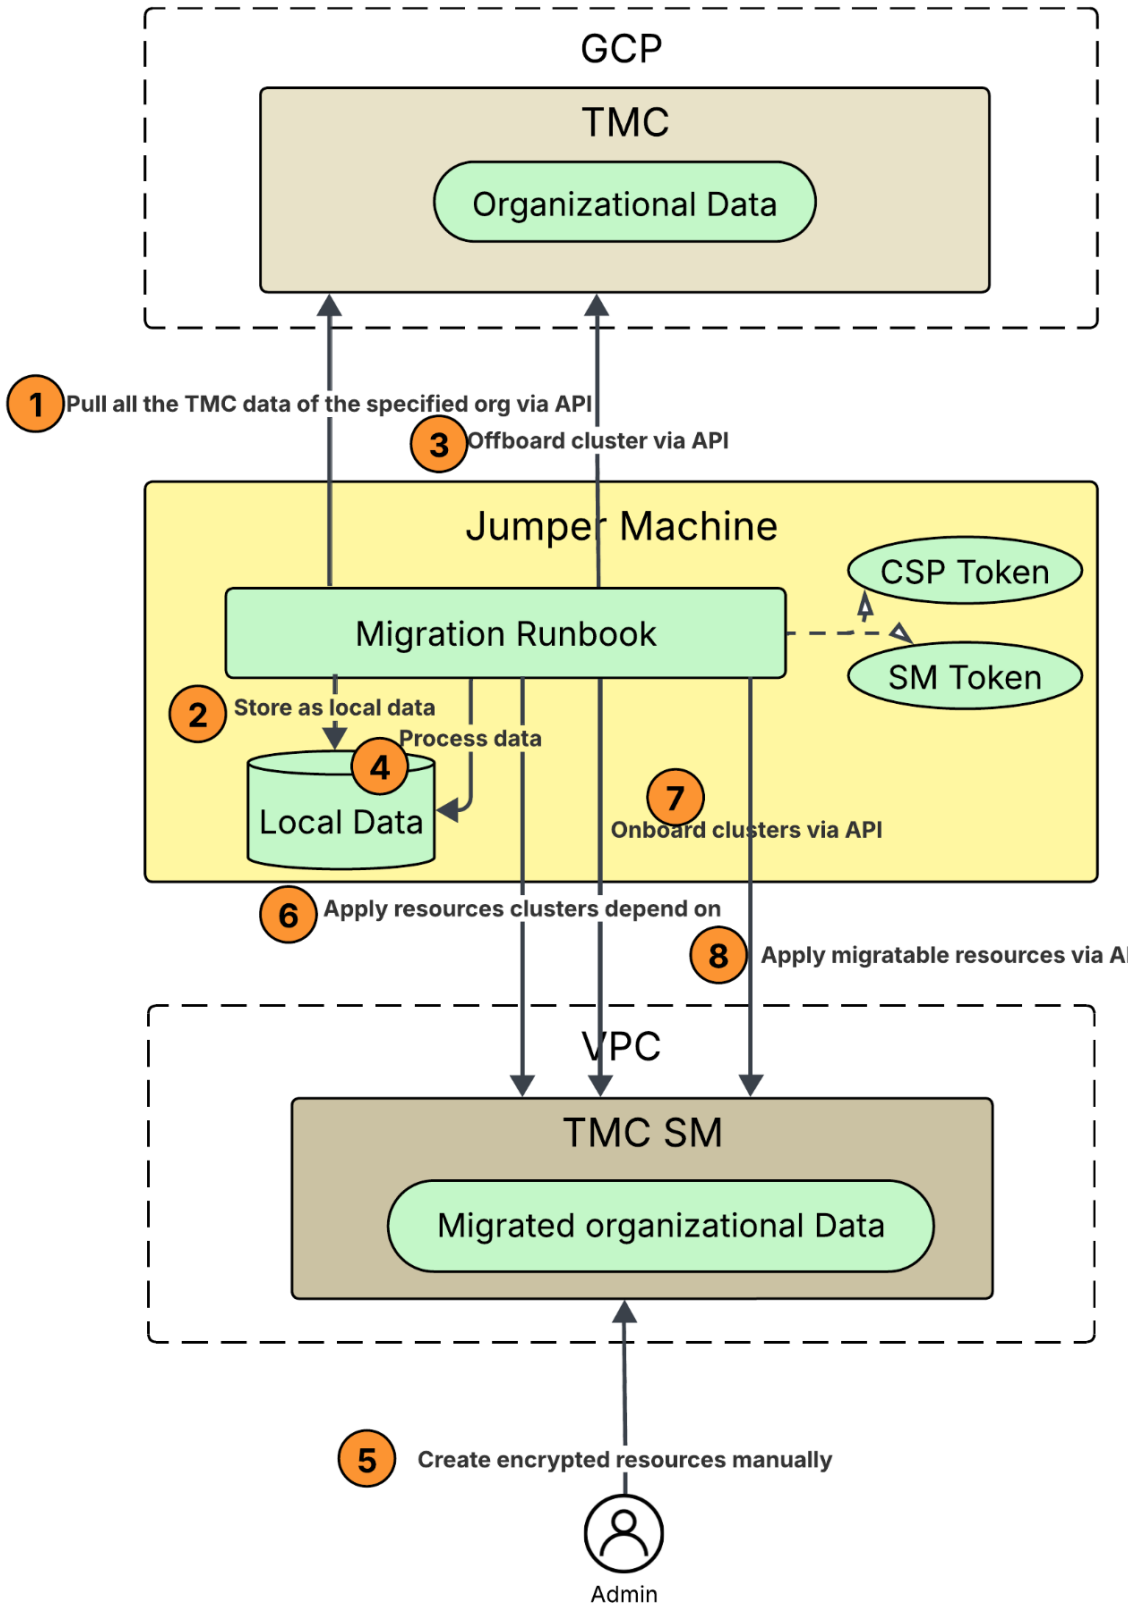 GCP
TMC
Organizational Data
1
Pull all the TMC data of the specified org via API
3
Offboard cluster via API
Jumper Machine
CSP Token
Migration Runbook
SM Token
2
Store as local data
4
Process data
Local Data
7
Onboard clusters via API
6
Apply resources clusters depend on
8
Apply migratable resources via
VPC
TMC SM
Migrated organizational Data
5
Create encrypted resources manually
Admin